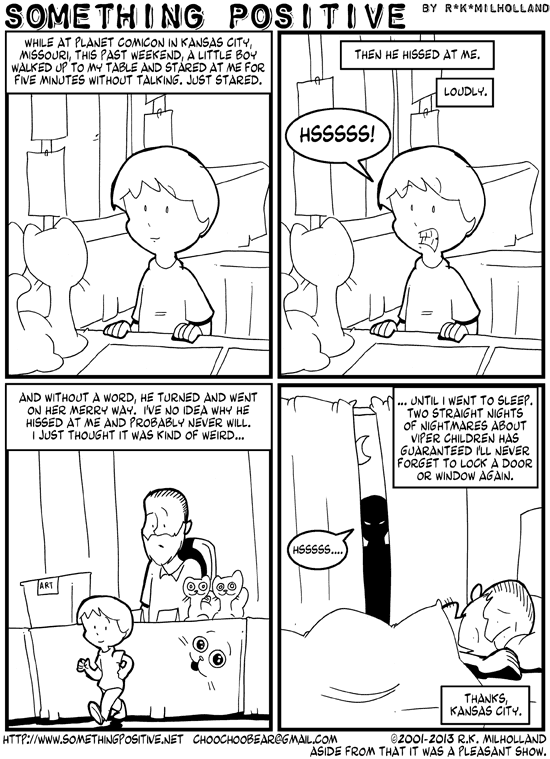 SOMETHING POSITIVE BY R*K*MILHOLLAND
WHILE AT PLANET COMICON IN KANSAS CITY,
MISSOURI, THIS PAST WEEKEND, A LITTLE BOY
WALKED UP TO MY TABLE AND STARED AT ME FOR
FIVE MINUTES WITHOUT TALKING. JUST STARED.
THEN HE HISSED AT ME.
LOUDLY.
HSSSSS!
AND WITHOUT A WORD, HE TURNED AND WENT
ON HER MERRY WAY. I'VE NO IDEA WHY HE
HISSED AT ME AND PROBABLY NEVER WILL.
I JUST THOUGHT IT WAS KIND OF WEIRD...
ART
... UNTIL I WENT TO SLEEP.
TWO STRAIGHT NIGHTS
OF NIGHTMARES ABOUT
VIPER CHILDREN HAS
GUARANTEED I'LL NEVER
FORGET TO LOCK A DOOR
OR WINDOW AGAIN.
HSSSSS....
THANKS,
KANSAS CITY.
HTTP://WWW.SOMETHINGPOSITIVE.NET CHOOCHOOBEAR@GMAIL.COM ©2001-2013 R.K. MILHOLLAND
ASIDE FROM THAT IT WAS A PLEASANT SHOW.